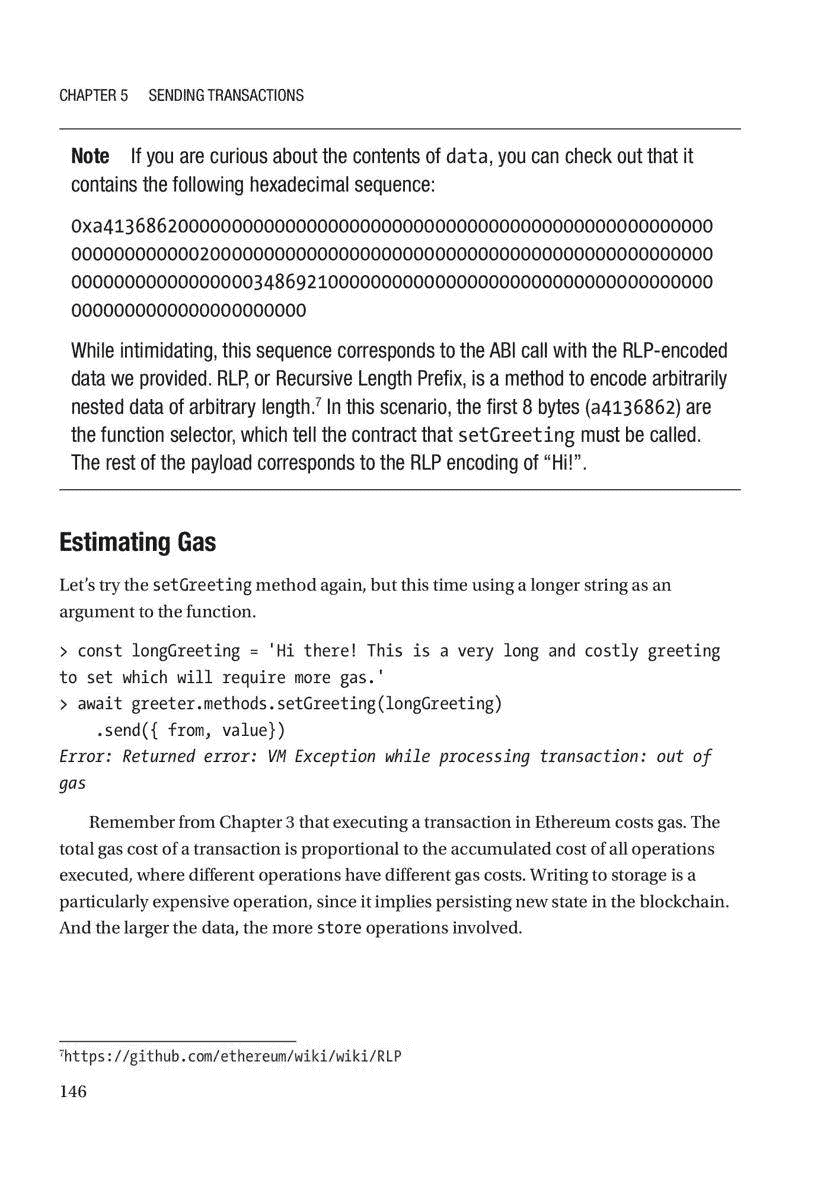 CHAPTER 5 SENDING TRANSACTIONS
Note If you are curious about the contents of data, you can check out that it
contains the following hexadecimal sequence:
0xa413686200000000000000000000000000000000000000000000000000
000000000000200000000000000000000000000000000000000000000000
000000000000000003486921000000000000000000000000000000000000
0000000000000000000000
While intimidating, this sequence corresponds to the ABI call with the RLP-encoded
data we provided. RLP, or Recursive Length Prefix, is a method to encode arbitrarily
nested data of arbitrary length.⁷ In this scenario, the first 8 bytes (a4136862) are
the function selector, which tell the contract that setGreeting must be called.
The rest of the payload corresponds to the RLP encoding of “Hi!”.
Estimating Gas
Let’s try the setGreeting method again, but this time using a longer string as an
argument to the function.
> const longGreeting = 'Hi there! This is a very long and costly greeting
to set which will require more gas.'
> await greeter.methods.setGreeting(longGreeting)
.send({ from, value})
Error: Returned error: VM Exception while processing transaction: out of
gas
Remember from Chapter 3 that executing a transaction in Ethereum costs gas. The
total gas cost of a transaction is proportional to the accumulated cost of all operations
executed, where different operations have different gas costs. Writing to storage is a
particularly expensive operation, since it implies persisting new state in the blockchain.
And the larger the data, the more store operations involved.
⁷https://github.com/ethereum/wiki/wiki/RLP
146